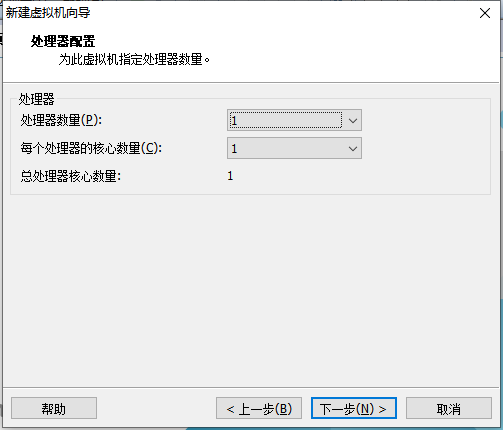 新建虚拟机向导
处理器配置
为此虚拟机指定处理器数量。
处理器
处理器数量(P): 1
每个处理器的核心数量(C): 1
总处理器核心数量: 1
帮助 < 上一步(B) 下一步(N) > 取消